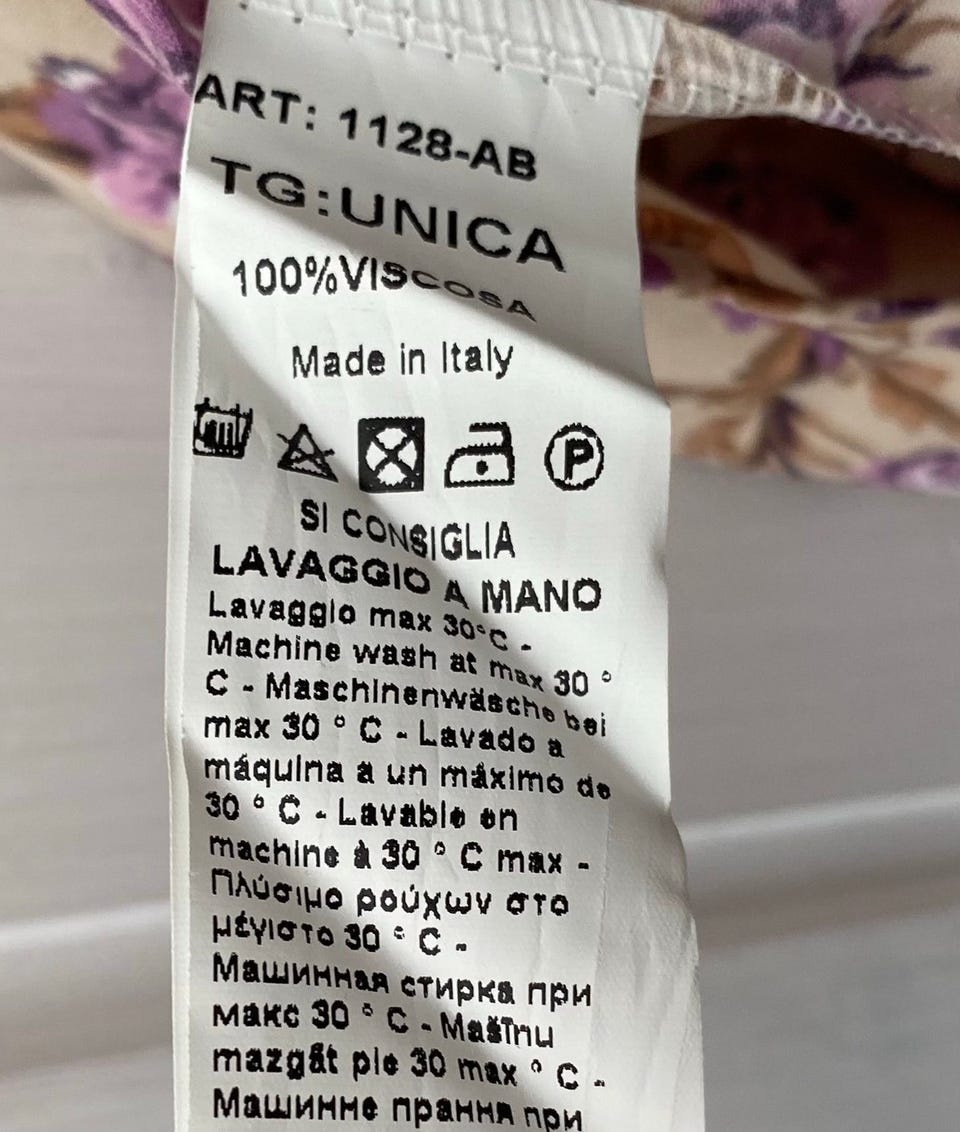 ART: 1128-AB
TG:UNICA
100%VISCOSA
Made in Italy
P
SI CONSIGLIA
LAVAGGIO A MANO
Lavaggio max 30°C -
Machine wash at max 30 °
C - Maschinenwäsche bei
max 30 ° C - Lavado a
máquina a un máximo de
30 ° C - Lavable en
machine à 30 ° C max -
Πλύσιμο ρούχων στο
μέγιστο 30 ° C -
Машинная стирка при
макс 30 ° C - Mašīnu
mazgāt pie 30 max ° C -
Машинне прання при